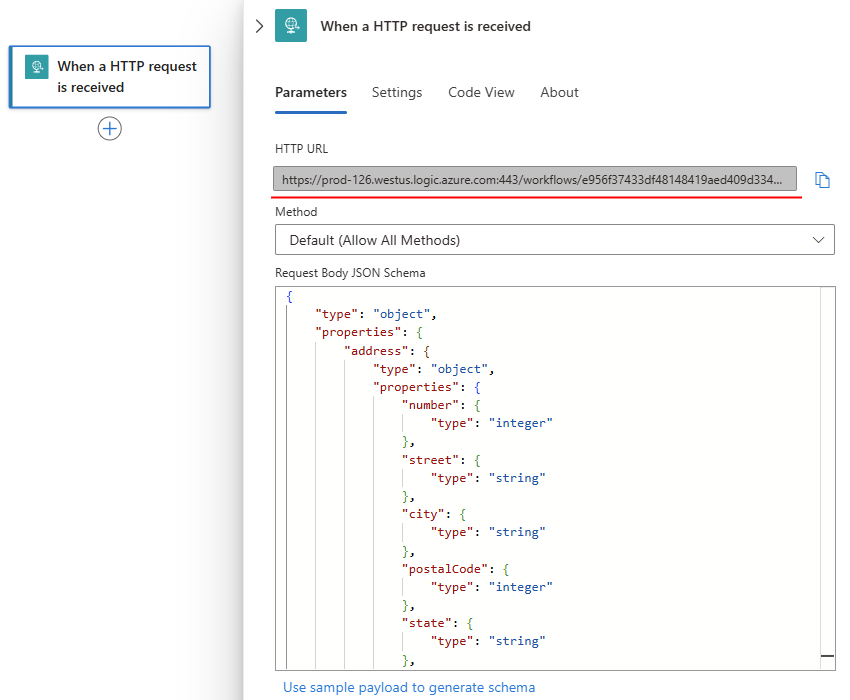 When a HTTP request
is received
When a HTTP request is received
Parameters Settings Code View About
HTTP URL
https://prod-126.westus.logic.azure.com:443/workflows/e956f37433df48148419aed409d334...
Method
Default (Allow All Methods)
Request Body JSON Schema
{
"type": "object",
"properties": {
"address": {
"type": "object",
"properties": {
"number": {
"type": "integer"
},
"street": {
"type": "string"
},
"city": {
"type": "string"
},
"postalCode": {
"type": "integer"
},
"state": {
"type": "string"
},
Use sample payload to generate schema